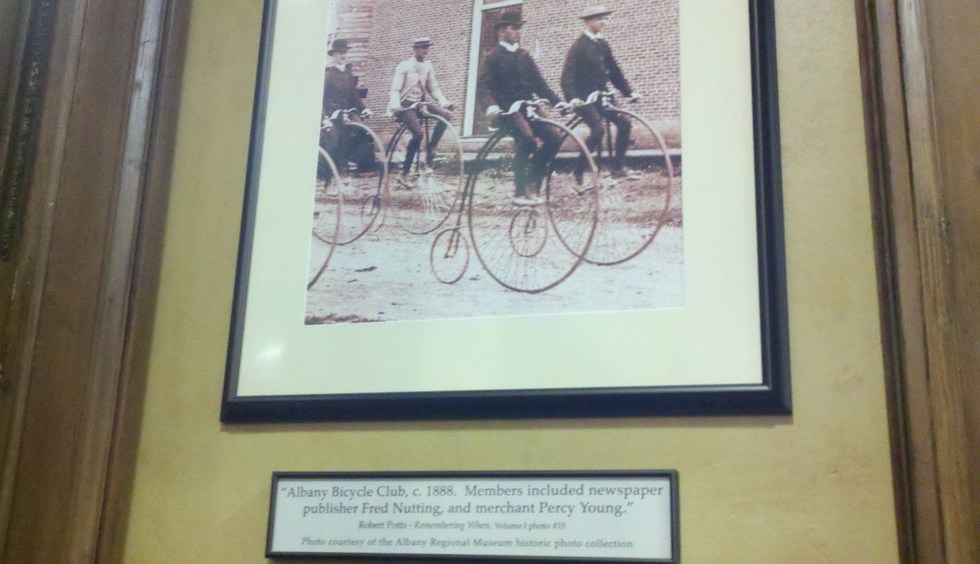 "Albany Bicycle Club, c. 1888.  Members included newspaper
publisher Fred Nutting, and merchant Percy Young."
Robert Potts - Remembering When, Volume I photo #15
Photo courtesy of the Albany Regional Museum historic photo collection